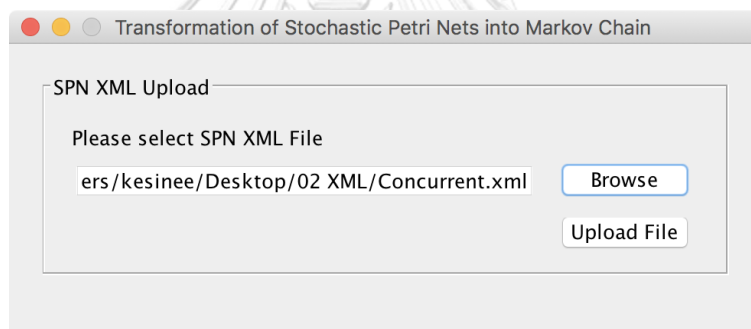 Transformation of Stochastic Petri Nets into Markov Chain
SPN XML Upload
Please select SPN XML File
ers/kesinee/Desktop/02 XML/Concurrent.xml
Browse
Upload File